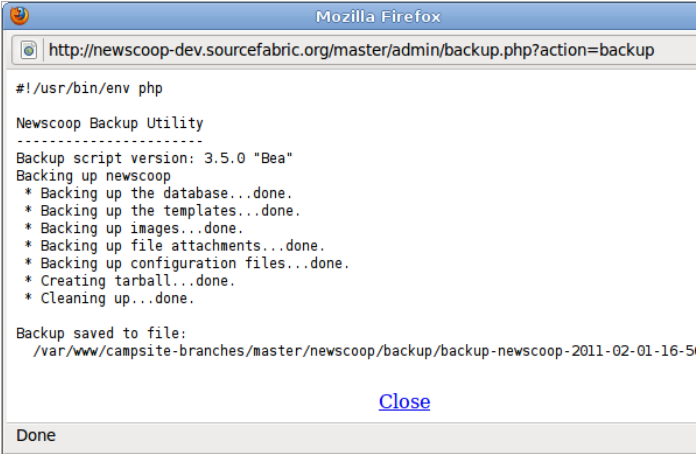 Mozilla Firefox
http://newscoop-dev.sourcefabric.org/master/admin/backup.php?action=backup
#!/usr/bin/env php
Newscoop Backup Utility
-----------------------
Backup script version: 3.5.0 "Bea"
Backing up newscoop
* Backing up the database...done.
* Backing up the templates...done.
* Backing up images...done.
* Backing up file attachments...done.
* Backing up configuration files...done.
* Creating tarball...done.
* Cleaning up...done.
Backup saved to file:
/var/www/campsite-branches/master/newscoop/backup/backup-newscoop-2011-02-01-16-5
Close
Done